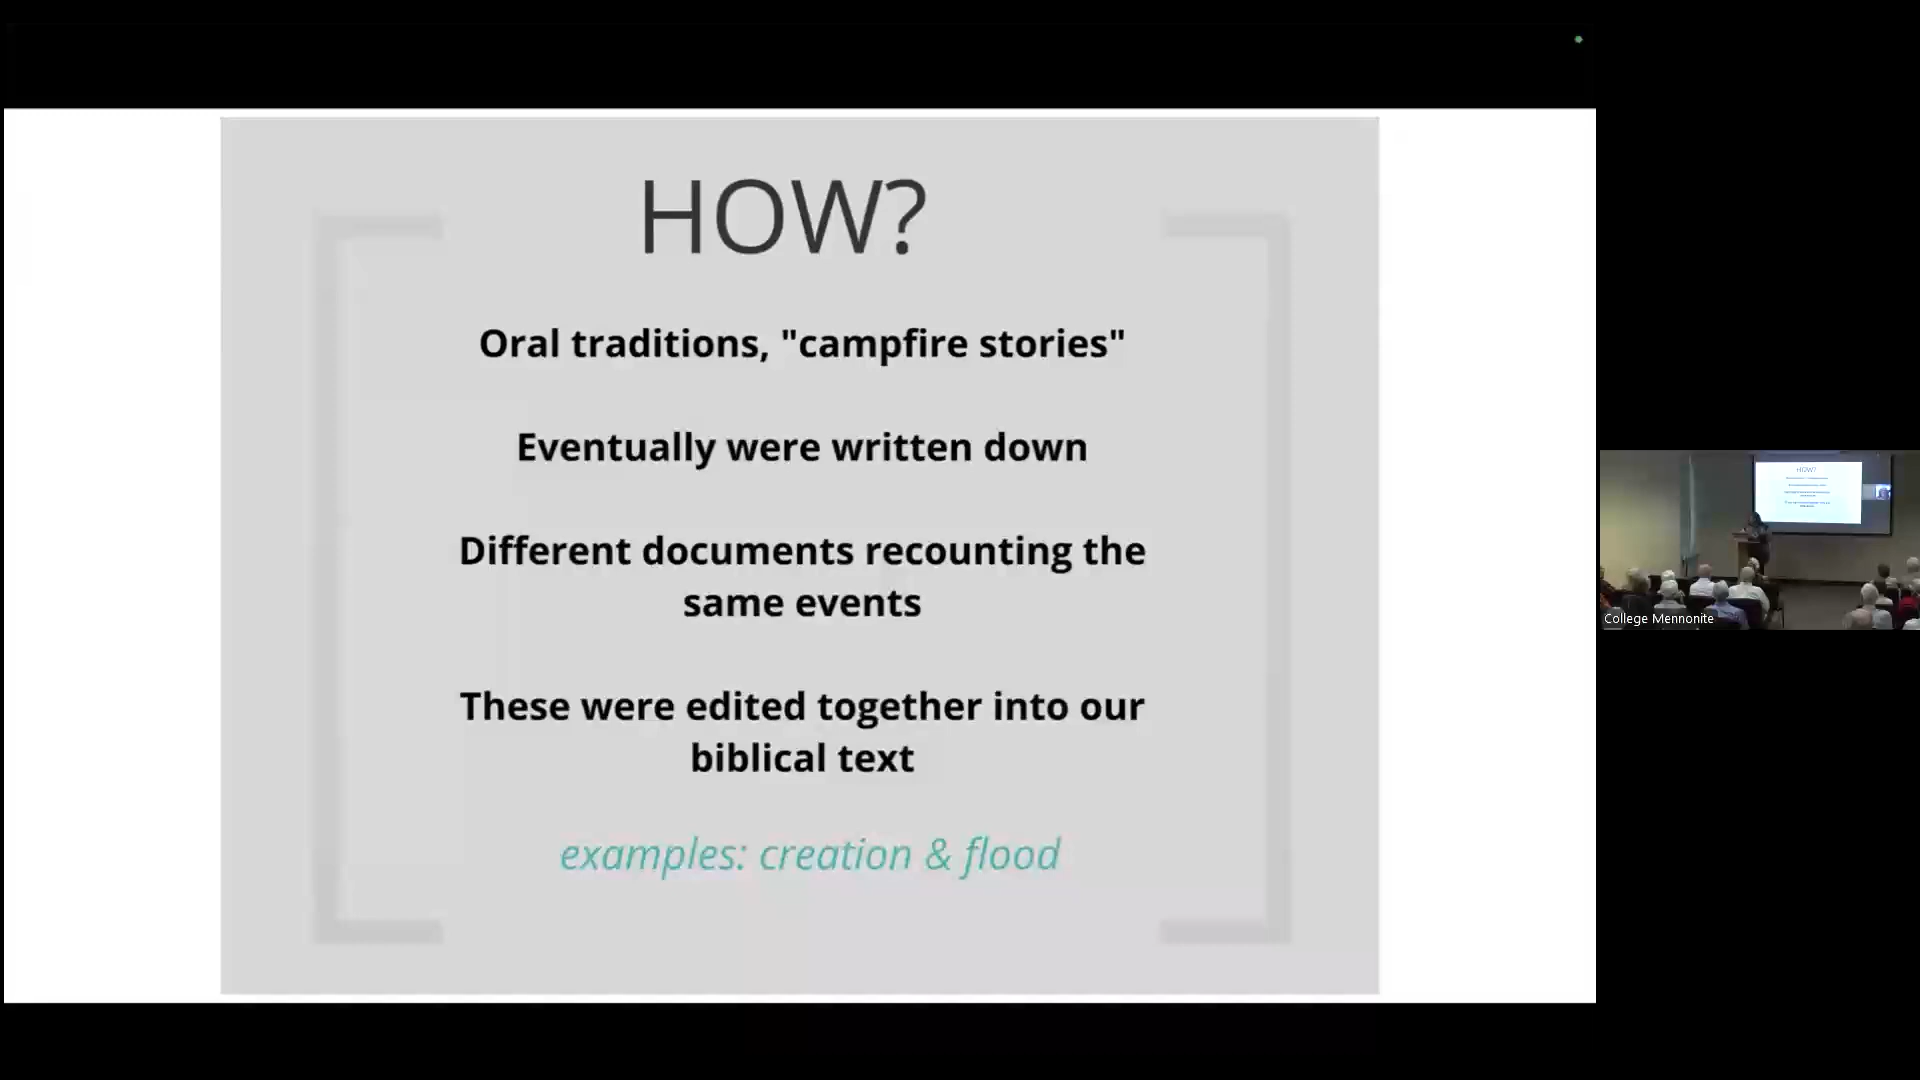 HOW?
Oral traditions, "campfire stories"
Eventually were written down
Different documents recounting the
same events
These were edited together into our
biblical text
examples: creation & flood
HOW?
College Mennonite